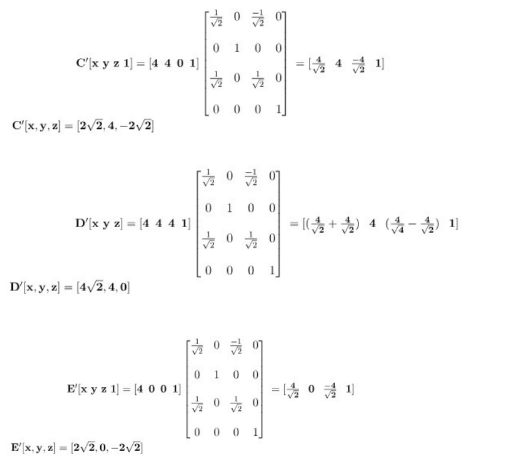 C'[x y z 1] = [4 4 0 1] [1/√2 0 -1/√2 0
0 1 0 0
1/√2 0 1/√2 0
0 0 0 1] = [4/√2 4 -4/√2 1]
C'[x, y, z] = [2√2, 4, -2√2]
D'[x y z] = [4 4 4 1] [1/√2 0 -1/√2 0
0 1 0 0
1/√2 0 1/√2 0
0 0 0 1] = [(4/√2 + 4/√2) 4 (4/√4 - 4/√2) 1]
D'[x, y, z] = [4√2, 4, 0]
E'[x y z 1] = [4 0 0 1] [1/√2 0 -1/√2 0
0 1 0 0
1/√2 0 1/√2 0
0 0 0 1] = [4/√2 0 -4/√2 1]
E'[x, y, z] = [2√2, 0, -2√2]